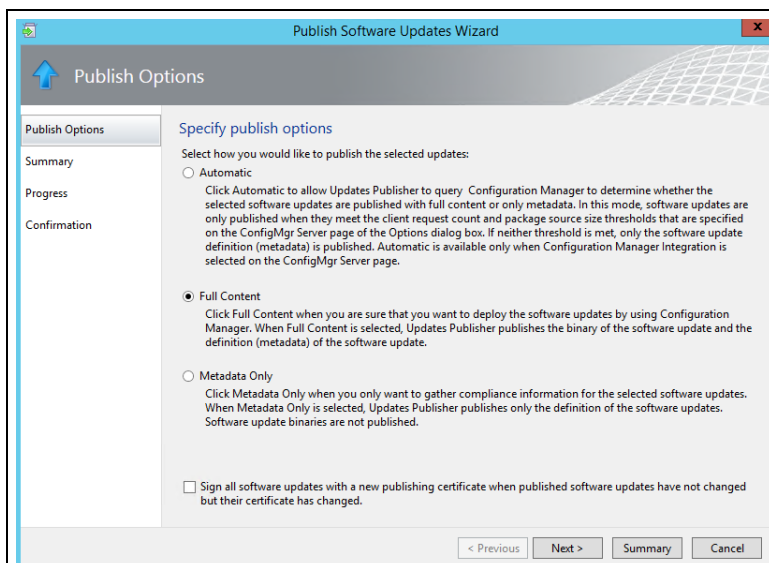 Publish Software Updates Wizard
x
Publish Options
Publish Options
Summary
Progress
Confirmation
Specify publish options
Select how you would like to publish the selected updates:
Automatic
Click Automatic to allow Updates Publisher to query Configuration Manager to determine whether the
selected software updates are published with full content or only metadata. In this mode, software updates are
only published when they meet the client request count and package source size thresholds that are specified
on the ConfigMgr Server page of the Options dialog box. If neither threshold is met, only the software update
definition (metadata) is published. Automatic is available only when Configuration Manager Integration is
selected on the ConfigMgr Server page.
Full Content
Click Full Content when you are sure that you want to deploy the software updates by using Configuration
Manager. When Full Content is selected, Updates Publisher publishes the binary of the software update and the
definition (metadata) of the software update.
Metadata Only
Click Metadata Only when you only want to gather compliance information for the selected software updates.
When Metadata Only is selected, Updates Publisher publishes only the definition of the software updates.
Software update binaries are not published.
Sign all software updates with a new publishing certificate when published software updates have not changed
but their certificate has changed.
< Previous Next > Summary Cancel